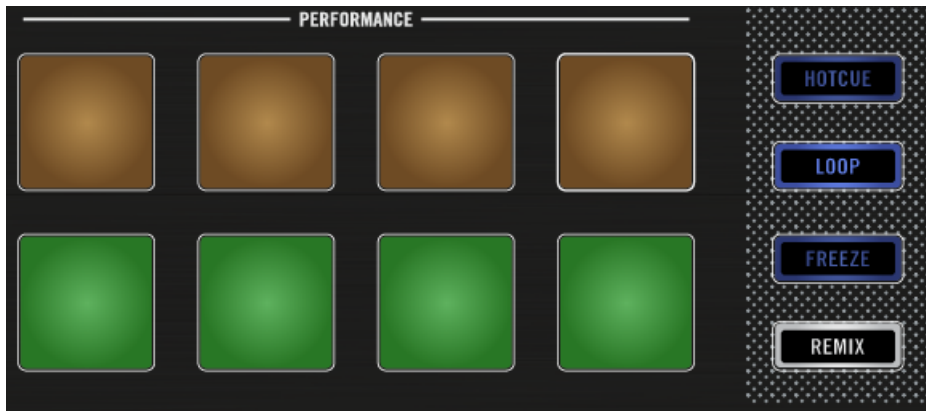 PERFORMANCE
HOTCUE
LOOP
FREEZE
REMIX